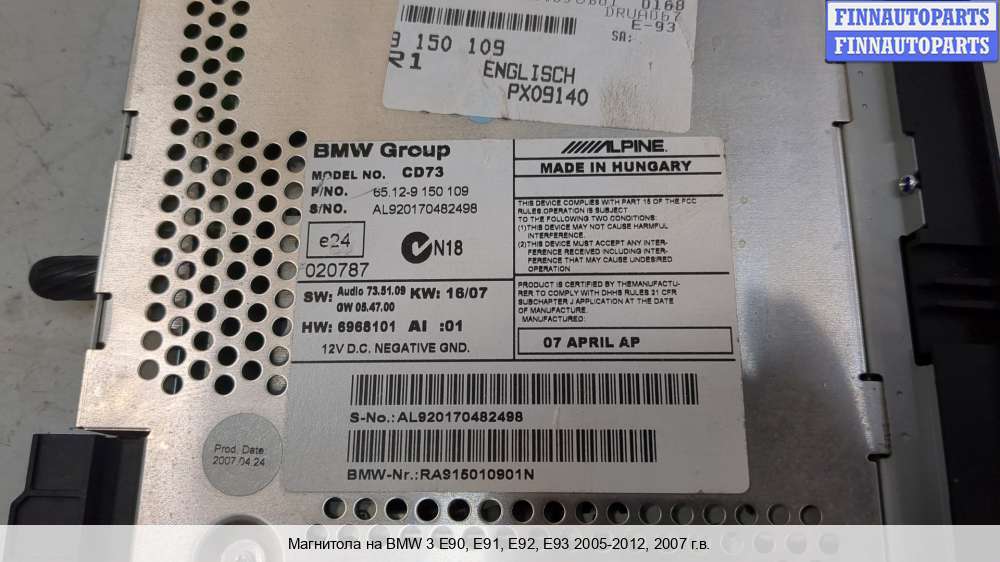 FINNAUTOPARTS
FINNAUTOPARTS
0168
DRUAD67
E-93
SA:
9 150 109
R1
ENGLISCH
PX09140
BMW Group
MODEL NO. CD73
P/NO. 65.12-9 150 109
S/NO. AL920170482498
e24
020787
N18
SW: Audio 73.51.09
GW 05.47.00
KW: 16/07
HW: 6968101 AI :01
12V D.C. NEGATIVE GND.
ALPINE
MADE IN HUNGARY
THIS DEVICE COMPLIES WITH PART 15 OF THE FCC
RULES.OPERATION IS SUBJECT
TO THE FOLLOWING TWO CONDITIONS:
(1)THIS DEVICE MAY NOT CAUSE HARMFUL
INTERFERENCE.
(2)THIS DEVICE MUST ACCEPT ANY INTER-
FERENCE RECEIVED INCLUDING INTER-
FERENCE THAT MAY CAUSE UNDESIRED
OPERATION
PRODUCT IS CERTIFIED BY THEMANUFACTU-
RER TO COMPLY WITH DHHS RULES 21 CFR
SUBCHAPTER J APPLICATION AT THE DATE
OF MANUFACTURE.
MANUFACTURED:
07 APRIL AP
S-No.:AL920170482498
BMW-Nr.:RA915010901N
Prod. Date:
2007.04.24
Магнитола на BMW 3 E90, E91, E92, E93 2005-2012, 2007 г.в.